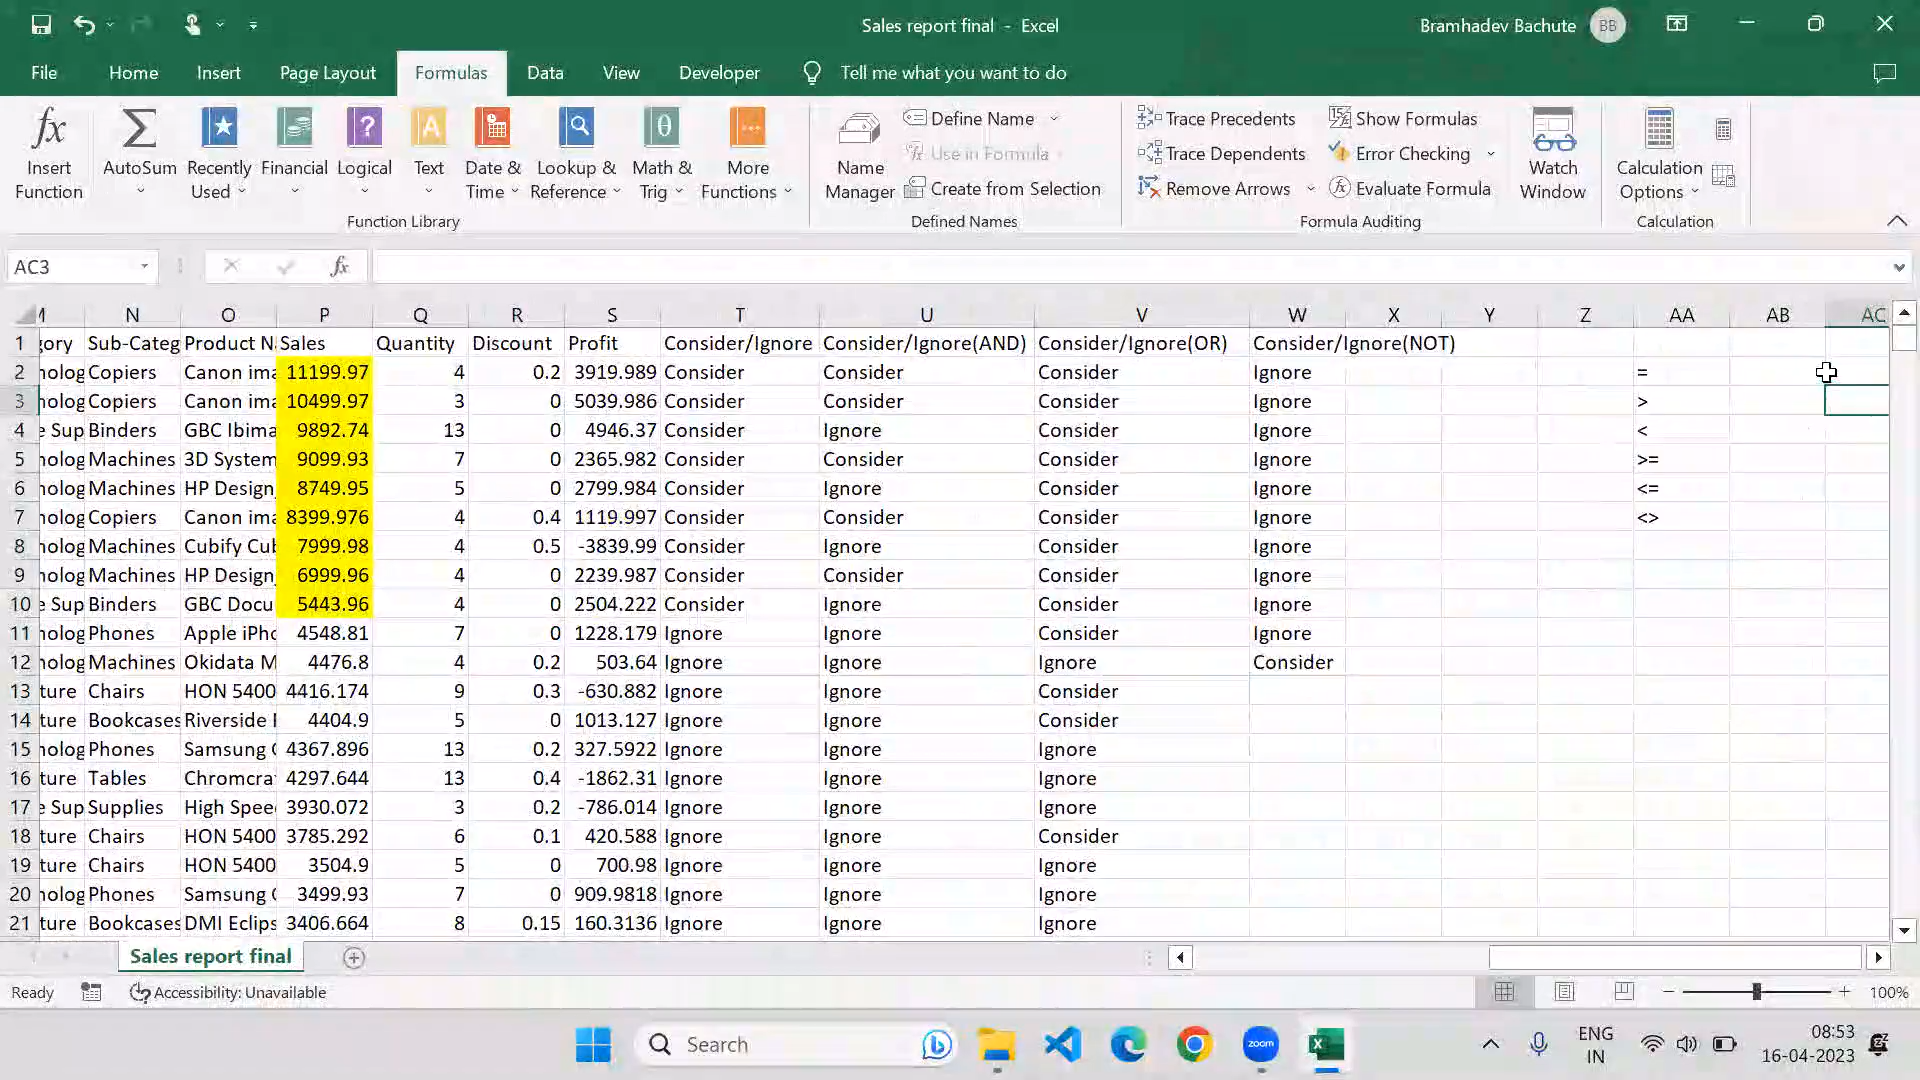 Sales report final - Excel
Bramhadev Bachute BB
File Home Insert Page Layout Formulas Data View Developer Tell me what you want to do
Insert Function
AutoSum
Recently Used
Financial
Logical
Text
Date & Time
Lookup & Reference
Math & Trig
More Functions
Function Library
Name Manager
Define Name
Use in Formula
Create from Selection
Defined Names
Trace Precedents
Trace Dependents
Remove Arrows
Show Formulas
Error Checking
Evaluate Formula
Formula Auditing
Watch Window
Calculation Options
Calculation
AC3 fx
M N O P Q R S T U V W X Y Z AA AB AC
1 gory Sub-Categ Product Na Sales Quantity Discount Profit Consider/Ignore Consider/Ignore(AND) Consider/Ignore(OR) Consider/Ignore(NOT)
2 nolog Copiers Canon ima 11199.97 4 0.2 3919.989 Consider Consider Consider Ignore =
3 nolog Copiers Canon ima 10499.97 3 0 5039.986 Consider Consider Consider Ignore >
4 e Sup Binders GBC Ibima 9892.74 13 0 4946.37 Consider Ignore Consider Ignore <
5 nolog Machines 3D System 9099.93 7 0 2365.982 Consider Consider Consider Ignore >=
6 nolog Machines HP Design 8749.95 5 0 2799.984 Consider Ignore Consider Ignore <=
7 nolog Copiers Canon ima 8399.976 4 0.4 1119.997 Consider Consider Consider Ignore <>
8 nolog Machines Cubify Cub 7999.98 4 0.5 -3839.99 Consider Ignore Consider Ignore
9 nolog Machines HP Design 6999.96 4 0 2239.987 Consider Consider Consider Ignore
10 e Sup Binders GBC Docu 5443.96 4 0 2504.222 Consider Ignore Consider Ignore
11 nolog Phones Apple iPho 4548.81 7 0 1228.179 Ignore Ignore Consider Ignore
12 nolog Machines Okidata M 4476.8 4 0.2 503.64 Ignore Ignore Ignore Consider
13 ture Chairs HON 5400 4416.174 9 0.3 -630.882 Ignore Ignore Consider
14 ture Bookcases Riverside 4404.9 5 0 1013.127 Ignore Ignore Consider
15 nolog Phones Samsung 4367.896 13 0.2 327.5922 Ignore Ignore Ignore
16 ture Tables Chromcra 4297.644 13 0.4 -1862.31 Ignore Ignore Ignore
17 e Sup Supplies High Spee 3930.072 3 0.2 -786.014 Ignore Ignore Ignore
18 ture Chairs HON 5400 3785.292 6 0.1 420.588 Ignore Ignore Consider
19 ture Chairs HON 5400 3504.9 5 0 700.98 Ignore Ignore Ignore
20 nolog Phones Samsung 3499.93 7 0 909.9818 Ignore Ignore Ignore
21 ture Bookcases DMI Eclips 3406.664 8 0.15 160.3136 Ignore Ignore Ignore
Sales report final
Ready Accessibility: Unavailable 100%
Search zoom ENG IN 08:53
16-04-2023